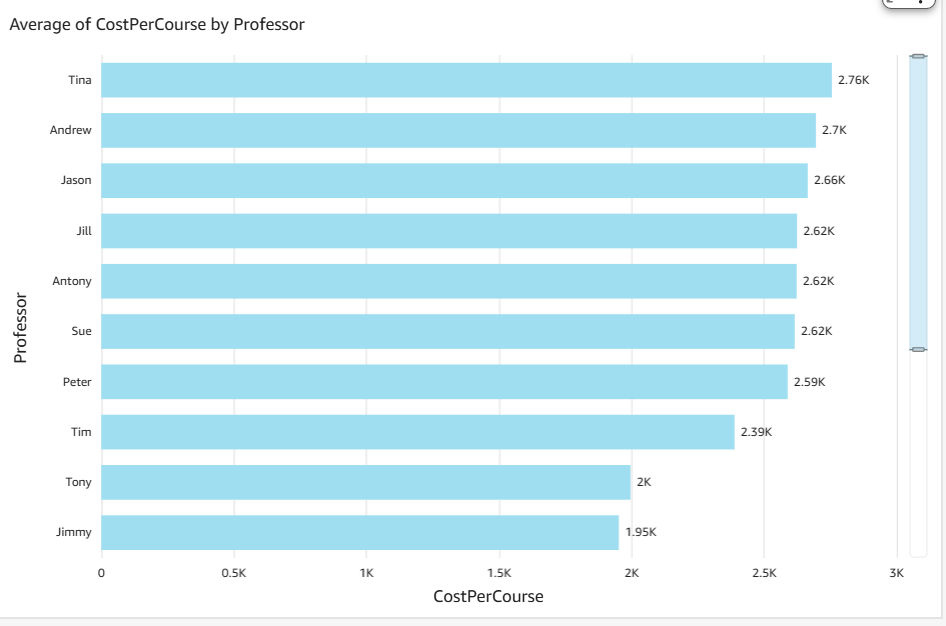 Average of CostPerCourse by Professor
Professor
Tina
2.76K
Andrew
2.7K
Jason
2.66K
Jill
2.62K
Antony
2.62K
Sue
2.62K
Peter
2.59K
Tim
2.39K
Tony
2K
Jimmy
1.95K
0 0.5K 1K 1.5K 2K 2.5K 3K
CostPerCourse